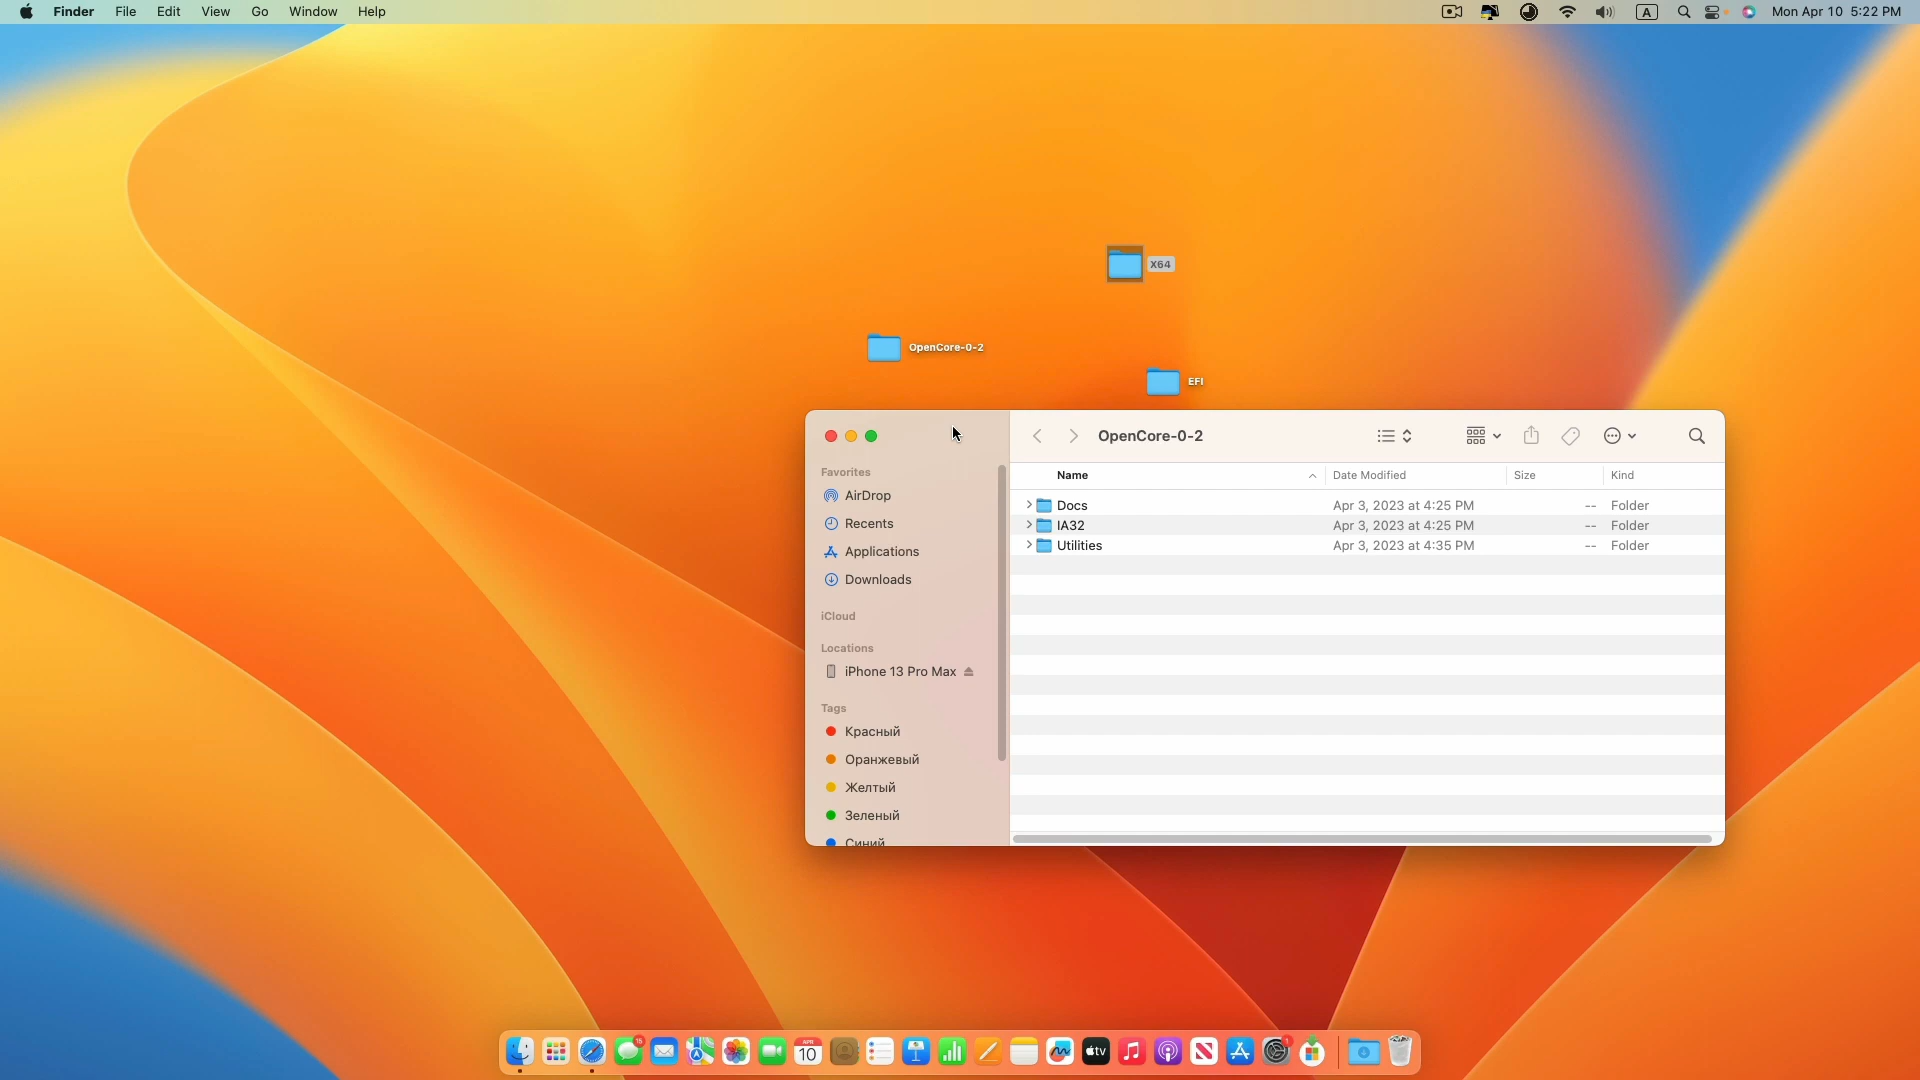 Finder File Edit View Go Window Help A Mon Apr 10 5:22 PM
X64
OpenCore-0-2
EFI
OpenCore-0-2
Favorites
AirDrop
Recents
Applications
Downloads
iCloud
Locations
iPhone 13 Pro Max
Tags
Красный
Оранжевый
Желтый
Зеленый
Синий
Name Date Modified Size Kind
Docs Apr 3, 2023 at 4:25 PM -- Folder
IA32 Apr 3, 2023 at 4:25 PM -- Folder
Utilities Apr 3, 2023 at 4:35 PM -- Folder
APR
10
tv